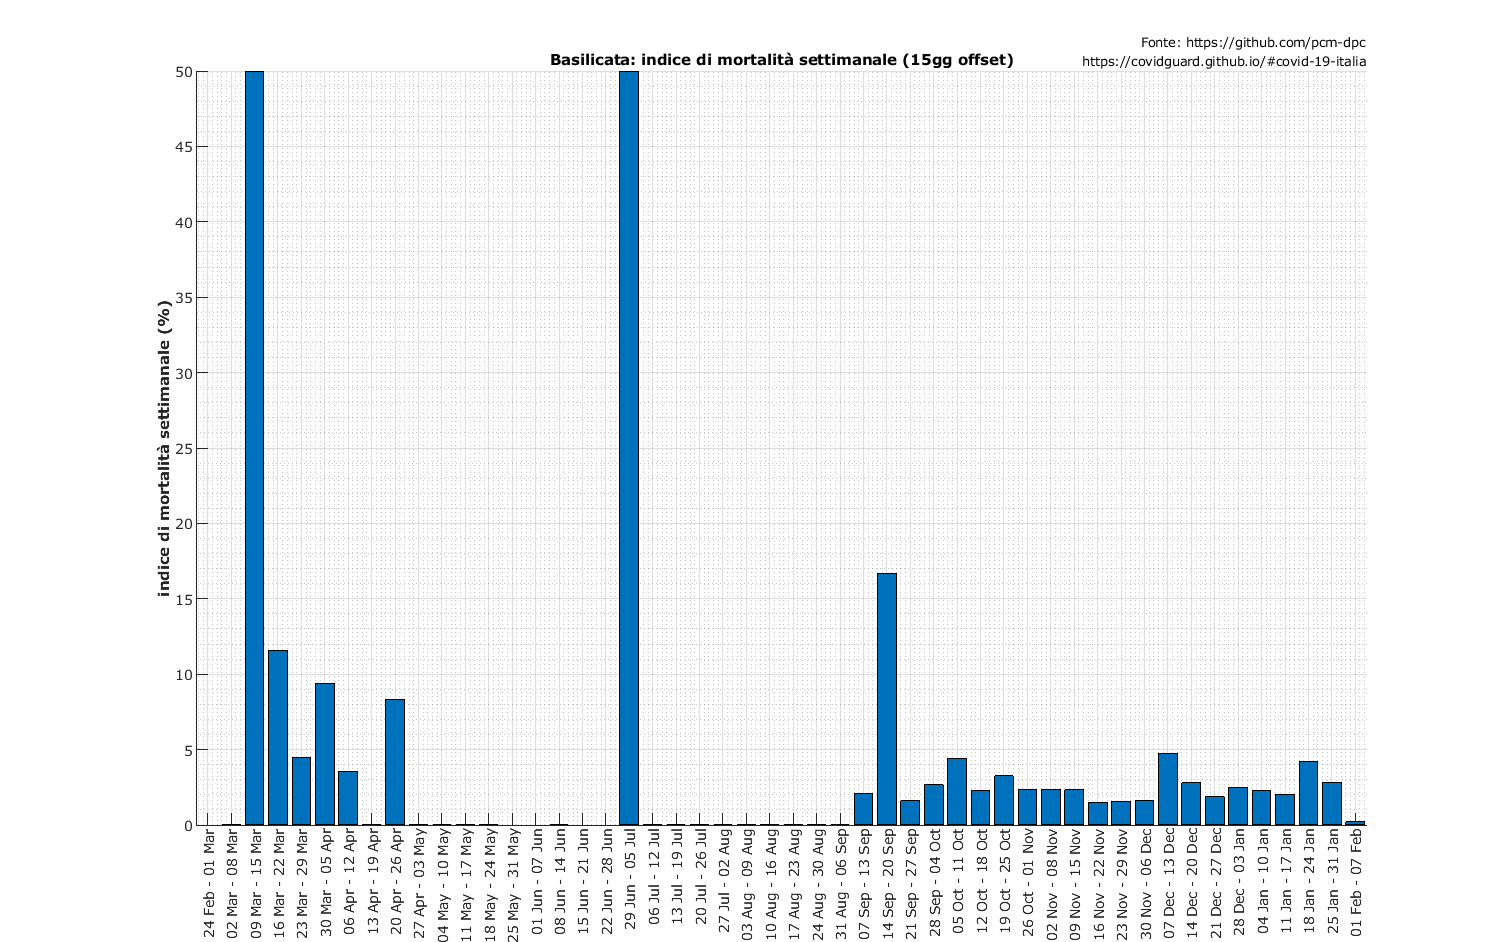 Fonte: https://github.com/pcm-dpc
Basilicata: indice di mortalità settimanale (15gg offset)
https://covidguard.github.io/#covid-19-italia
indice di mortalità settimanale (%)
50
45
40
35
30
25
20
15
10
5
0
24 Feb - 01 Mar
02 Mar - 08 Mar
09 Mar - 15 Mar
16 Mar - 22 Mar
23 Mar - 29 Mar
30 Mar - 05 Apr
06 Apr - 12 Apr
13 Apr - 19 Apr
20 Apr - 26 Apr
27 Apr - 03 May
04 May - 10 May
11 May - 17 May
18 May - 24 May
25 May - 31 May
01 Jun - 07 Jun
08 Jun - 14 Jun
15 Jun - 21 Jun
22 Jun - 28 Jun
29 Jun - 05 Jul
06 Jul - 12 Jul
13 Jul - 19 Jul
20 Jul - 26 Jul
27 Jul - 02 Aug
03 Aug - 09 Aug
10 Aug - 16 Aug
17 Aug - 23 Aug
24 Aug - 30 Aug
31 Aug - 06 Sep
07 Sep - 13 Sep
14 Sep - 20 Sep
21 Sep - 27 Sep
28 Sep - 04 Oct
05 Oct - 11 Oct
12 Oct - 18 Oct
19 Oct - 25 Oct
26 Oct - 01 Nov
02 Nov - 08 Nov
09 Nov - 15 Nov
16 Nov - 22 Nov
23 Nov - 29 Nov
30 Nov - 06 Dec
07 Dec - 13 Dec
14 Dec - 20 Dec
21 Dec - 27 Dec
28 Dec - 03 Jan
04 Jan - 10 Jan
11 Jan - 17 Jan
18 Jan - 24 Jan
25 Jan - 31 Jan
01 Feb - 07 Feb